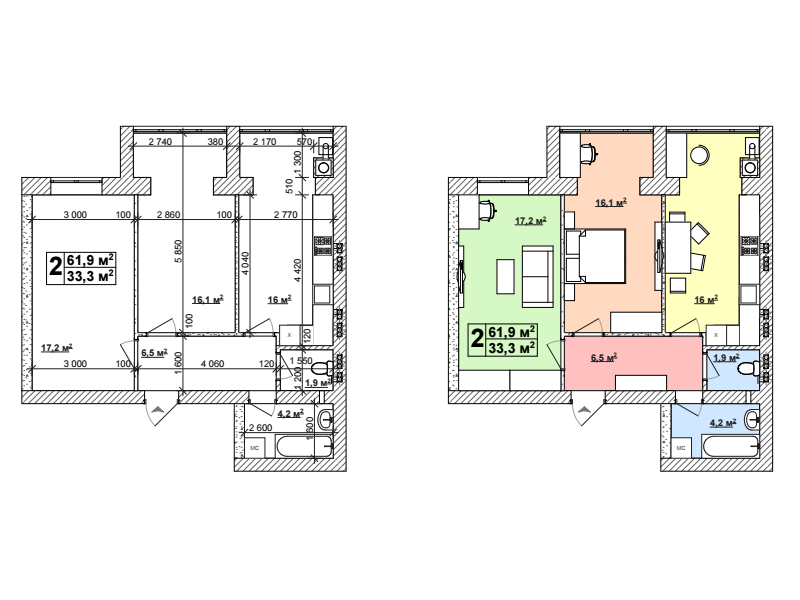 2 740 380 2 170 570
1 300
510
3 000 100 2 860 100 2 770
5 850
4 040
4 420
2 61,9 м²
33,3 м²
16,1 м²
16 м²
100
X
120
17,2 м²
6,5 м²
1 600
3 000 100 4 060 120 1 550
1 200
1,9 м²
4,2 м²
2 600
1 600
МС
16,1 м²
17,2 м²
16 м²
2 61,9 м²
33,3 м²
X
6,5 м²
1,9 м²
4,2 м²
МС